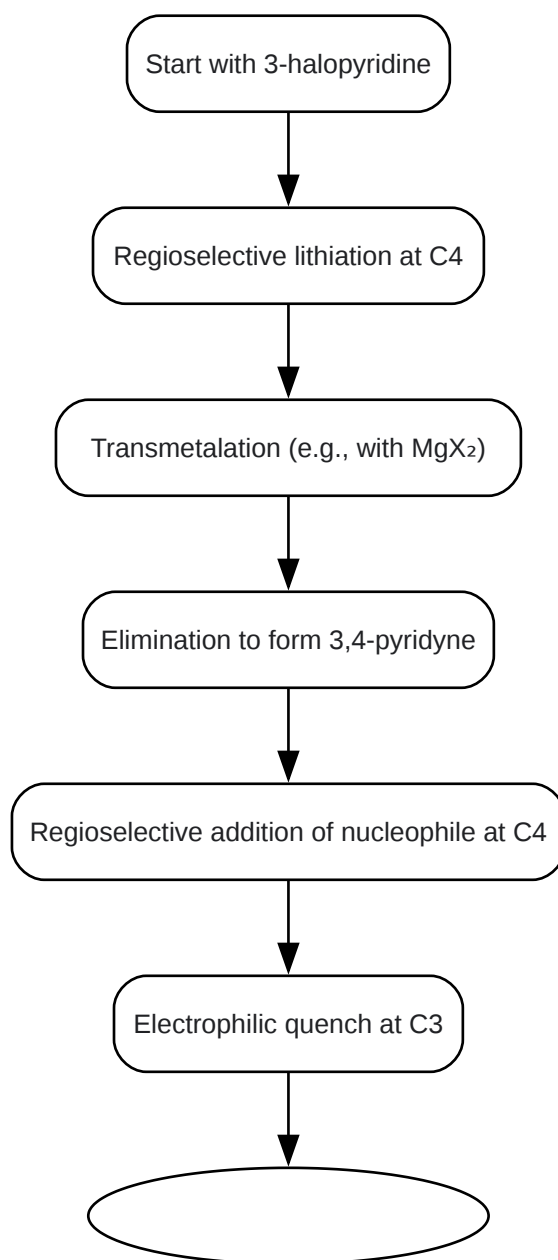 Start with 3-halopyridine
Regioselective lithiation at C4
Transmetalation (e.g., with MgX₂)
Elimination to form 3,4-pyridyne
Regioselective addition of nucleophile at C4
Electrophilic quench at C3